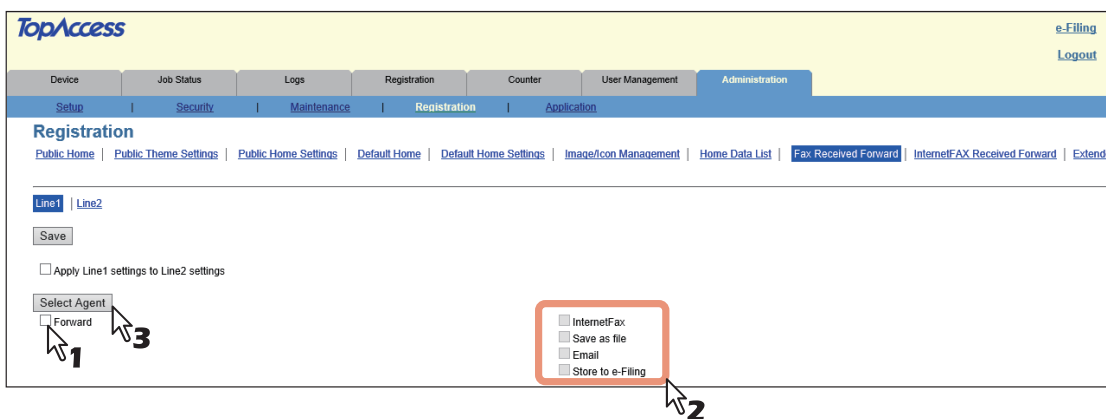 TopAccess
e-Filing
Logout
Device Job Status Logs Registration Counter User Management Administration
Setup | Security | Maintenance | Registration | Application
Registration
Public Home | Public Theme Settings | Public Home Settings | Default Home | Default Home Settings | Image/Icon Management | Home Data List | Fax Received Forward | InternetFAX Received Forward | Extend
Line1 | Line2
Save
Apply Line1 settings to Line2 settings
Select Agent
Forward
1
3
InternetFax
Save as file
Email
Store to e-Filing
2